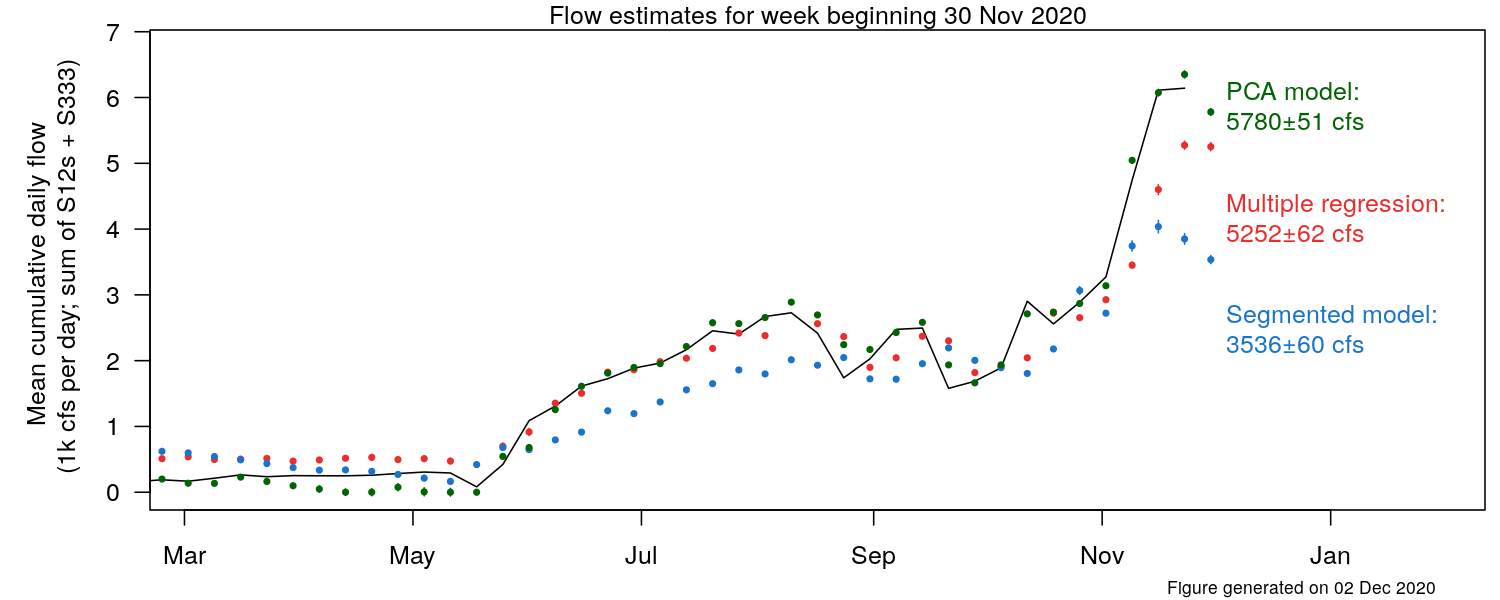 Flow estimates for week beginning 30 Nov 2020
Mean cumulative daily flow
(1k cfs per day; sum of S12s + S333)
7
6
5
4
3
2
1
0
PCA model:
5780±51 cfs
Multiple regression:
5252±62 cfs
Segmented model:
3536±60 cfs
Mar
May
Jul
Sep
Nov
Jan
Figure generated on 02 Dec 2020